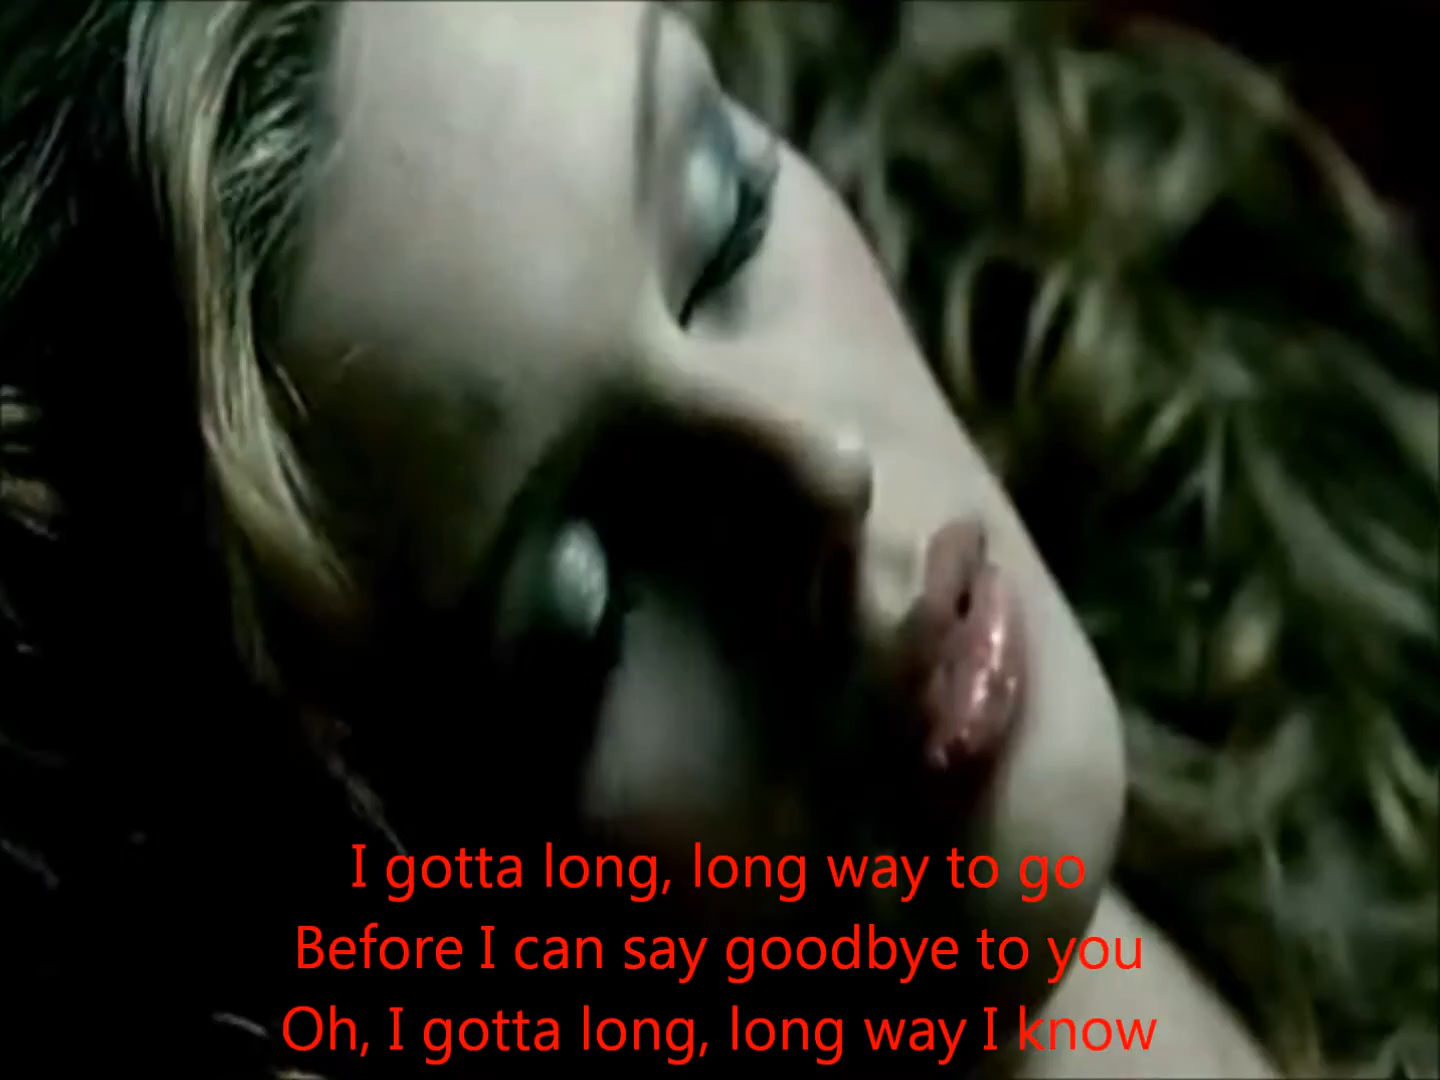 I gotta long, long way to go
Before I can say goodbye to you
Oh, I gotta long, long way I know